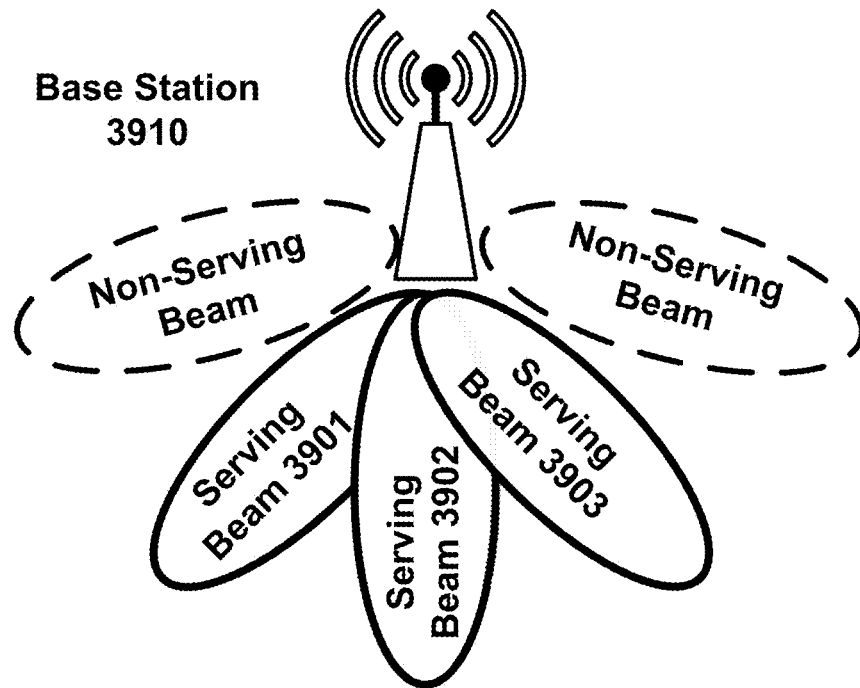 Base Station
3910
Non-Serving
Beam
Non-Serving
Beam
Serving
Beam 3901
Serving
Beam 3902
Serving
Beam 3903